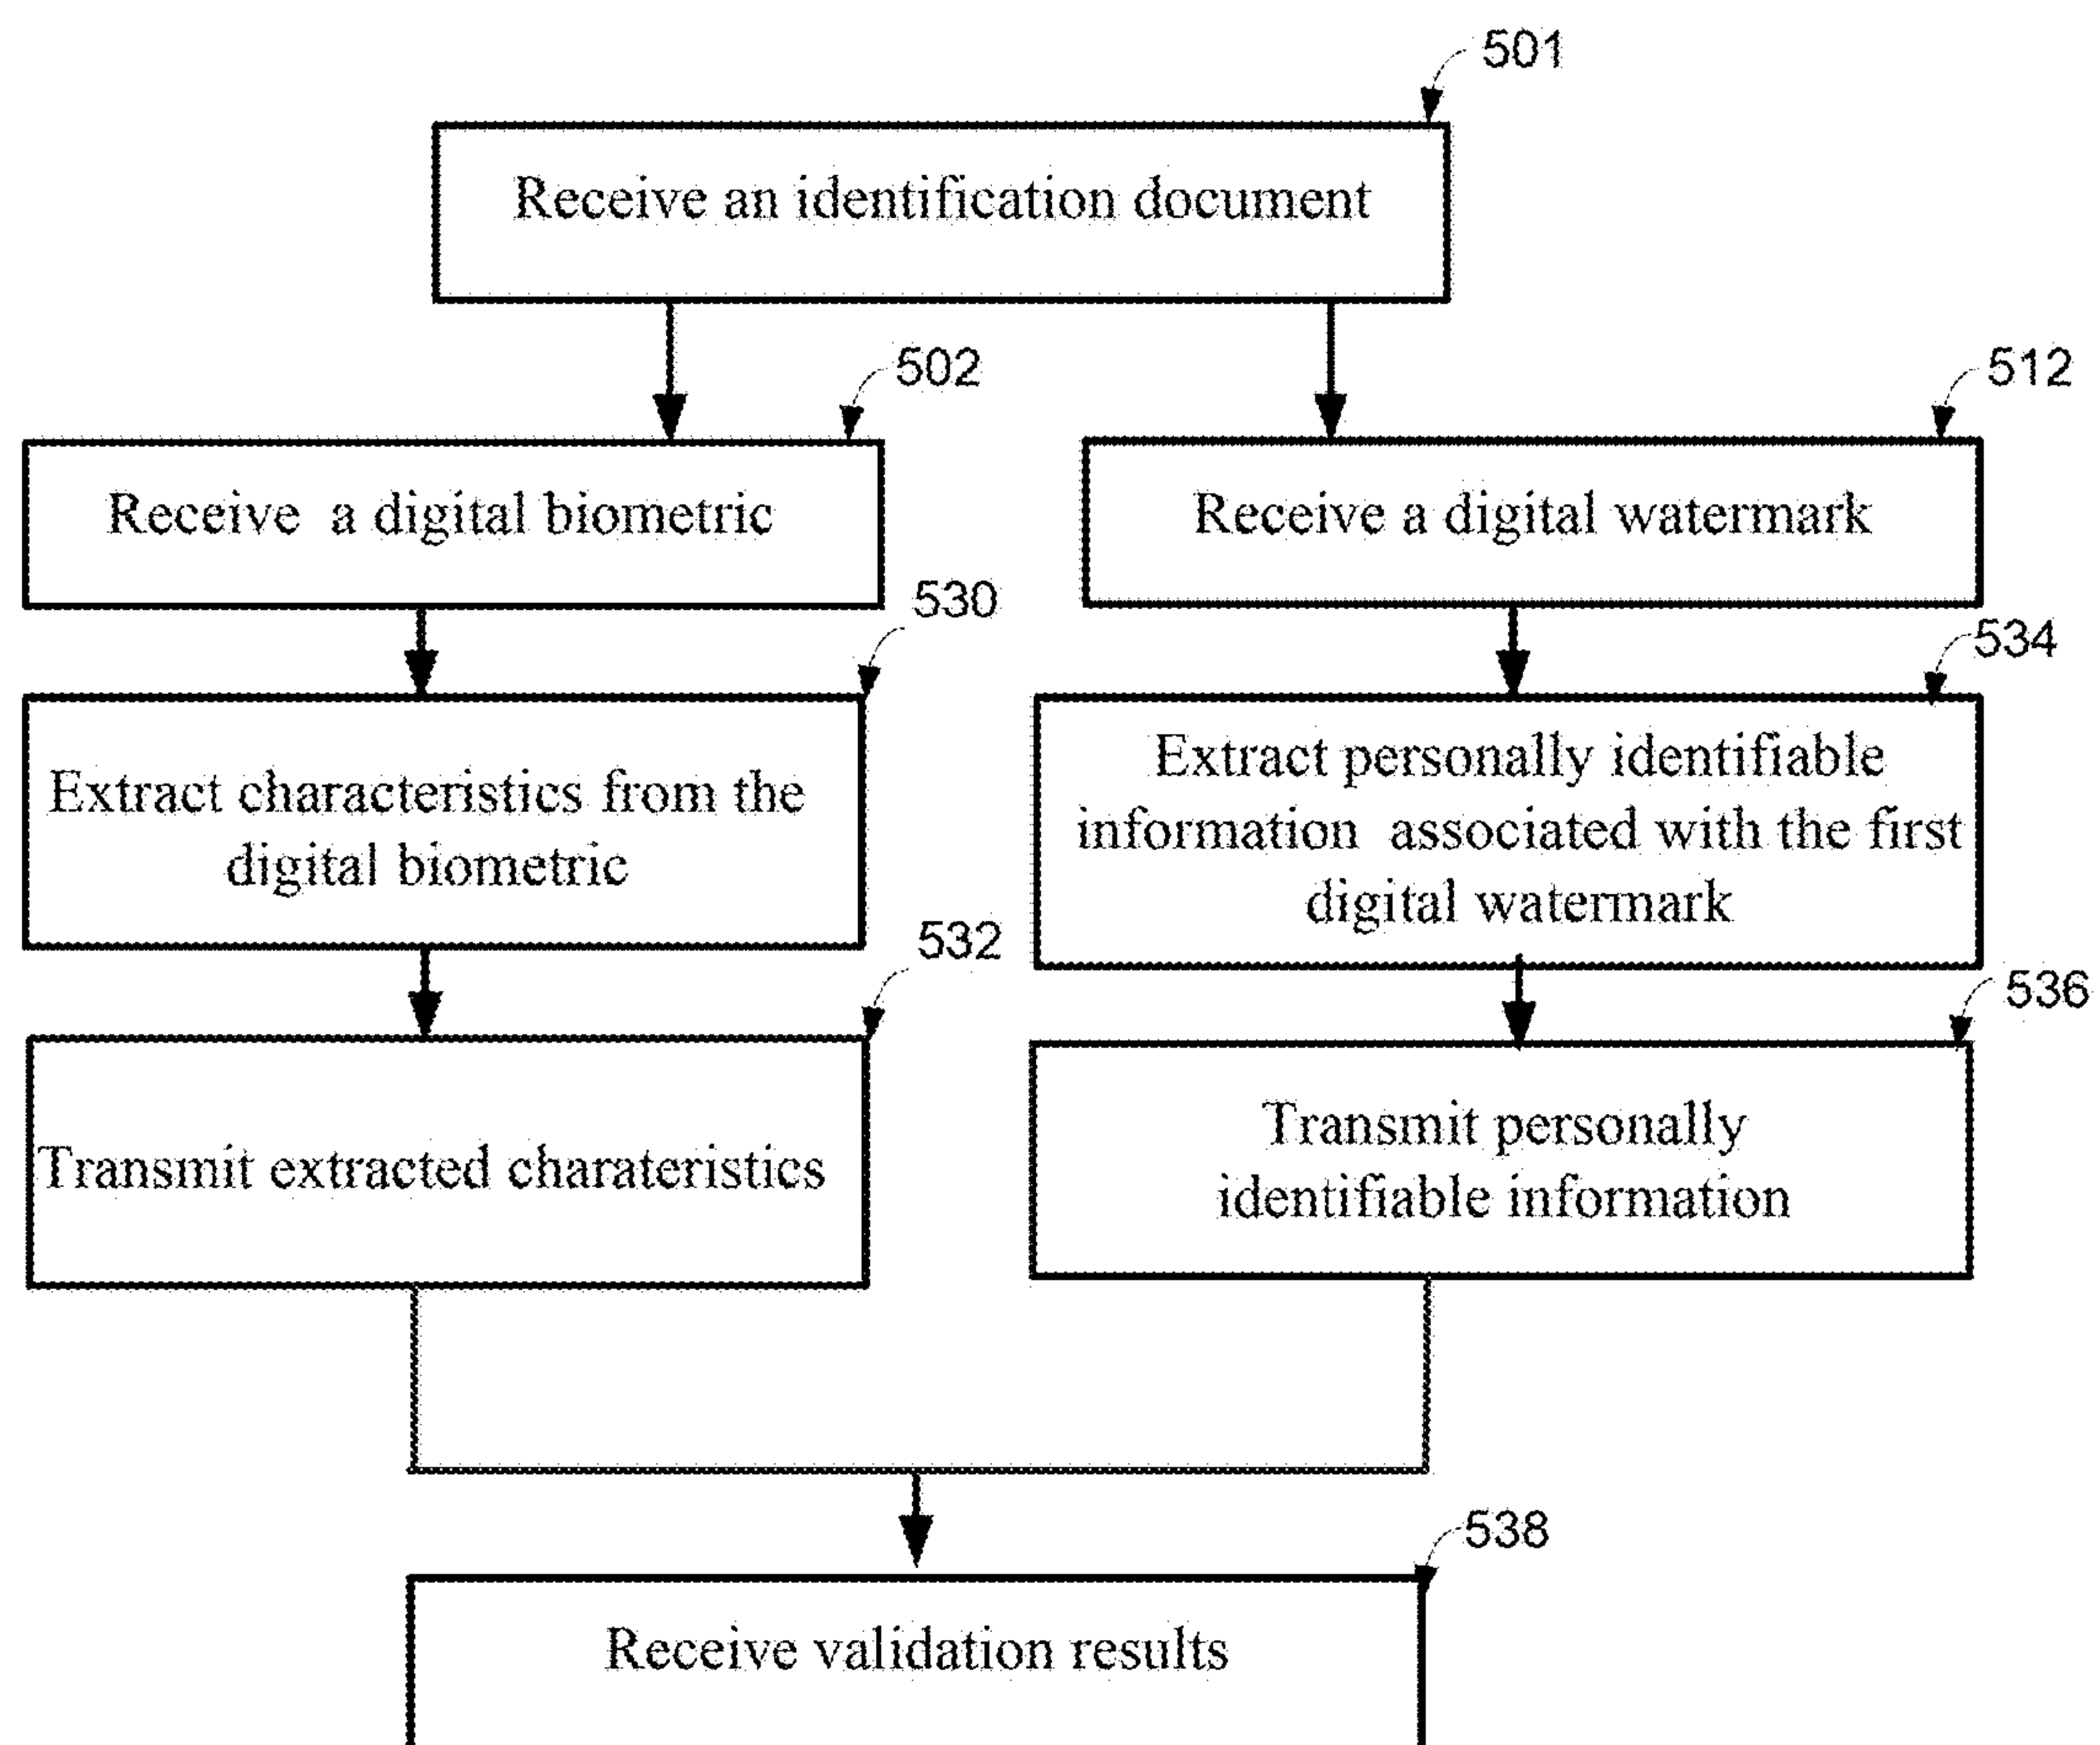 501
Receive an identification document
502
512
Receive a digital biometric
Receive a digital watermark
530
534
Extract characteristics from the
digital biometric
Extract personally identifiable
information associated with the first
digital watermark
532
536
Transmit extracted charateristics
Transmit personally
identifiable information
538
Receive validation results